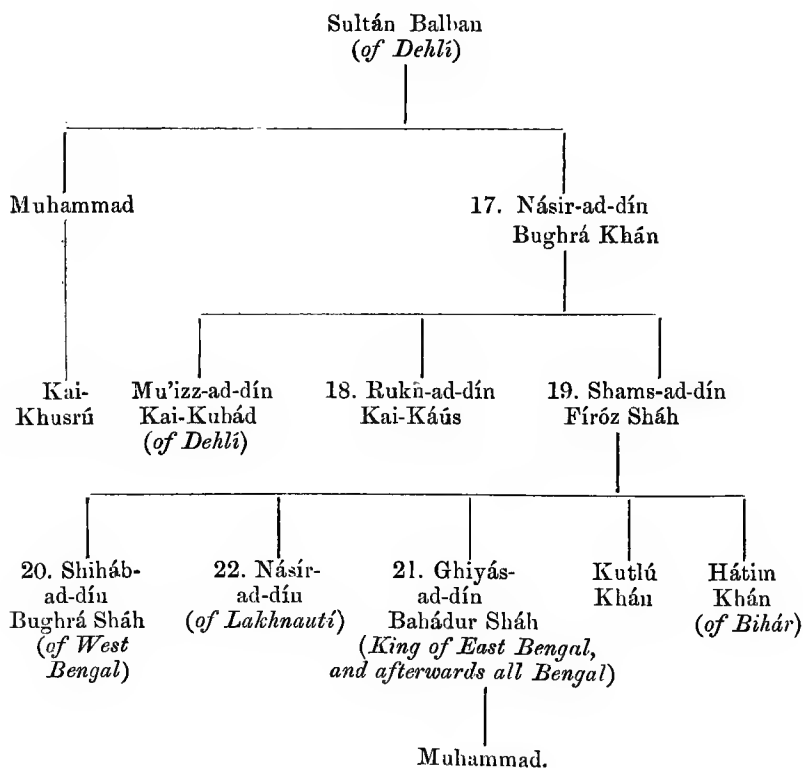 Sultán Balban
(of Dehlí)
Muhammad
17. Násir-ad-dín
Bughrá Khán
Kai-
Khusrú
Mu'izz-ad-dín
Kai-Kubád
(of Dehlí)
18. Rukn-ad-dín
Kai-Káús
19. Shams-ad-dín
Fíróz Sháh
20. Shiháb-
ad-dín
Bughrá Sháh
(of West
Bengal)
22. Násír-
ad-dín
(of Lakhnautí)
21. Ghiyás-
ad-dín
Bahádur Sháh
(King of East Bengal,
and afterwards all Bengal)
Kutlú
Khán
Hátim
Khán
(of Bihár)
Muhammad.